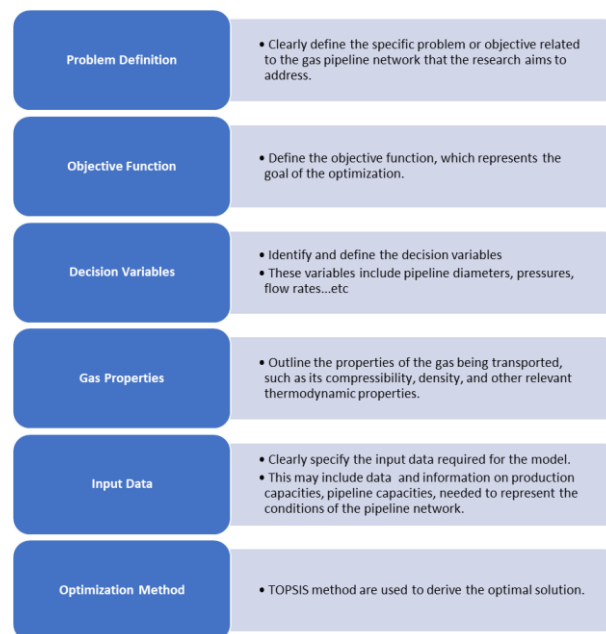 Problem Definition
• Clearly define the specific problem or objective related
to the gas pipeline network that the research aims to
address.
Objective Function
• Define the objective function, which represents the
goal of the optimization.
Decision Variables
• Identify and define the decision variables
• These variables include pipeline diameters, pressures,
flow rates...etc
Gas Properties
• Outline the properties of the gas being transported,
such as its compressibility, density, and other relevant
thermodynamic properties.
Input Data
• Clearly specify the input data required for the model.
• This may include data and information on production
capacities, pipeline capacities, needed to represent the
conditions of the pipeline network.
Optimization Method
• TOPSIS method are used to derive the optimal solution.